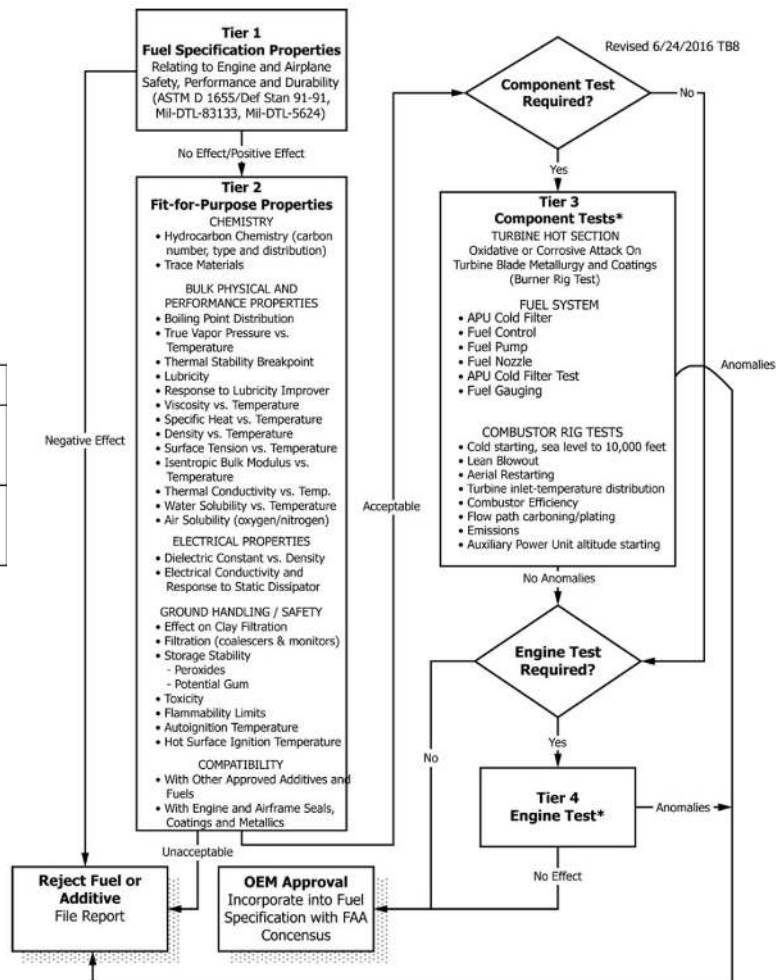 Revised 6/24/2016 TB8
Tier 1
Fuel Specification Properties
Relating to Engine and Airplane
Safety, Performance and Durability
(ASTM D 1655/Def Stan 91-91,
Mil-DTL-83133, Mil-DTL-5624)
No Effect/Positive Effect
Negative Effect
Tier 2
Fit-for-Purpose Properties
CHEMISTRY
• Hydrocarbon Chemistry (carbon
number, type and distribution)
• Trace Materials
BULK PHYSICAL AND
PERFORMANCE PROPERTIES
• Boiling Point Distribution
• True Vapor Pressure vs.
Temperature
• Thermal Stability Breakpoint
• Lubricity
• Response to Lubricity Improver
• Viscosity vs. Temperature
• Specific Heat vs. Temperature
• Density vs. Temperature
• Surface Tension vs. Temperature
• Isentropic Bulk Modulus vs.
Temperature
• Thermal Conductivity vs. Temp.
• Water Solubility vs. Temperature
• Air Solubility (oxygen/nitrogen)
ELECTRICAL PROPERTIES
• Dielectric Constant vs. Density
• Electrical Conductivity and
Response to Static Dissipator
GROUND HANDLING / SAFETY
• Effect on Clay Filtration
• Filtration (coalescers & monitors)
• Storage Stability
- Peroxides
- Potential Gum
• Toxicity
• Flammability Limits
• Autoignition Temperature
• Hot Surface Ignition Temperature
COMPATIBILITY
• With Other Approved Additives and
Fuels
• With Engine and Airframe Seals,
Coatings and Metallics
Unacceptable
Acceptable
Component Test
Required?
No
Yes
Tier 3
Component Tests*
TURBINE HOT SECTION
Oxidative or Corrosive Attack On
Turbine Blade Metallurgy and Coatings
(Burner Rig Test)
FUEL SYSTEM
• APU Cold Filter
• Fuel Control
• Fuel Pump
• Fuel Nozzle
• APU Cold Filter Test
• Fuel Gauging
COMBUSTOR RIG TESTS
• Cold starting, sea level to 10,000 feet
• Lean Blowout
• Aerial Restarting
• Turbine inlet-temperature distribution
• Combustor Efficiency
• Flow path carboning/plating
• Emissions
• Auxiliary Power Unit altitude starting
Anomalies
No Anomalies
Engine Test
Required?
No
Yes
Tier 4
Engine Test*
Anomalies
No Effect
Reject Fuel or
Additive
File Report
OEM Approval
Incorporate into Fuel
Specification with FAA
Concensus